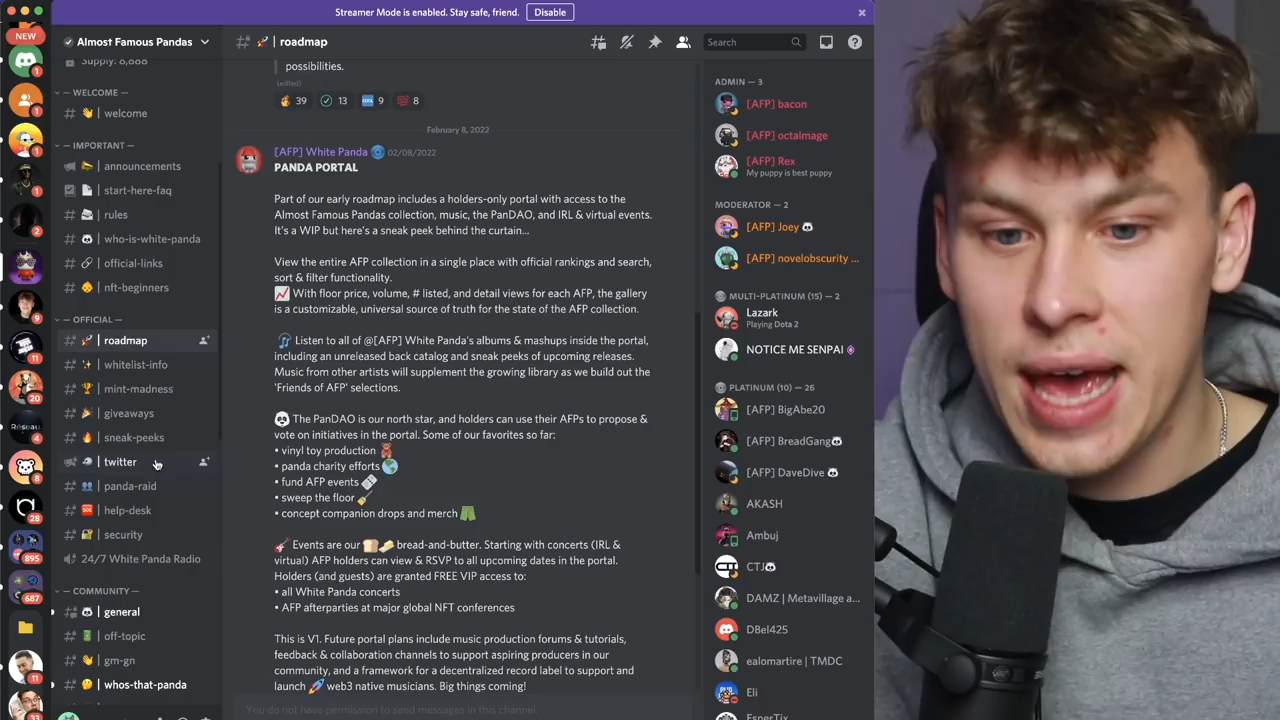 Streamer Mode is enabled. Stay safe, friend.
Disable
NEW
1
1
1
1
2
9
11
20
4
8
28
895
687
11
Almost Famous Pandas
Supply: 8,888
WELCOME
welcome
IMPORTANT
announcements
start-here-faq
rules
who-is-white-panda
official-links
nft-beginners
OFFICIAL
roadmap
whitelist-info
mint-madness
giveaways
sneak-peeks
twitter
panda-raid
help-desk
security
24/7 White Panda Radio
COMMUNITY
general
off-topic
gm-gn
whos-that-panda
roadmap
Search
possibilities.
(edited)
39
13
COOL
9
8
February 8, 2022
[AFP] White Panda 02/08/2022
PANDA PORTAL
Part of our early roadmap includes a holders-only portal with access to the
Almost Famous Pandas collection, music, the PanDAO, and IRL & virtual events.
It's a WIP but here's a sneak peek behind the curtain...
View the entire AFP collection in a single place with official rankings and search,
sort & filter functionality.
With floor price, volume, # listed, and detail views for each AFP, the gallery
is a customizable, universal source of truth for the state of the AFP collection.
Listen to all of @[AFP] White Panda's albums & mashups inside the portal,
including an unreleased back catalog and sneak peeks of upcoming releases.
Music from other artists will supplement the growing library as we build out the
'Friends of AFP' selections.
The PanDAO is our north star, and holders can use their AFPs to propose &
vote on initiatives in the portal. Some of our favorites so far:
• vinyl toy production
• panda charity efforts
• fund AFP events
• sweep the floor
• concept companion drops and merch
Events are our bread-and-butter. Starting with concerts (IRL &
virtual) AFP holders can view & RSVP to all upcoming dates in the portal.
Holders (and guests) are granted FREE VIP access to:
• all White Panda concerts
• AFP afterparties at major global NFT conferences
This is V1. Future portal plans include music production forums & tutorials,
feedback & collaboration channels to support aspiring producers in our
community, and a framework for a decentralized record label to support and
launch web3 native musicians. Big things coming!
You do not have permission to send messages in this channel.
ADMIN — 3
[AFP] bacon
[AFP] octalmage
[AFP] Rex
My puppy is best puppy
MODERATOR — 2
[AFP] Joey
[AFP] novelobscurity ...
MULTI-PLATINUM (15) — 2
Lazark
Playing Dota 2
NOTICE ME SENPAI
PLATINUM (10) — 26
[AFP] BigAbe20
[AFP] BreadGang
[AFP] DaveDive
AKASH
Ambuj
CTJ
DAMZ | Metavillage a...
DBel425
ealomartire | TMDC
Eli
EsperTix